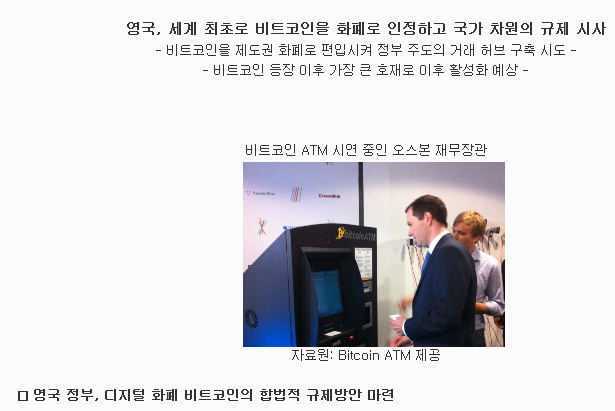 영국, 세계 최초로 비트코인을 화폐로 인정하고 국가 차원의 규제 시사
- 비트코인을 제도권 화폐로 편입시켜 정부 주도의 거래 허브 구축 시도 -
- 비트코인 등장 이후 가장 큰 호재로 이후 활성화 예상 -
비트코인 ATM 시연 중인 오스본 재무장관
bitcoinATM
자료원: Bitcoin ATM 제공
□ 영국 정부, 디지털 화폐 비트코인의 합법적 규제방안 마련